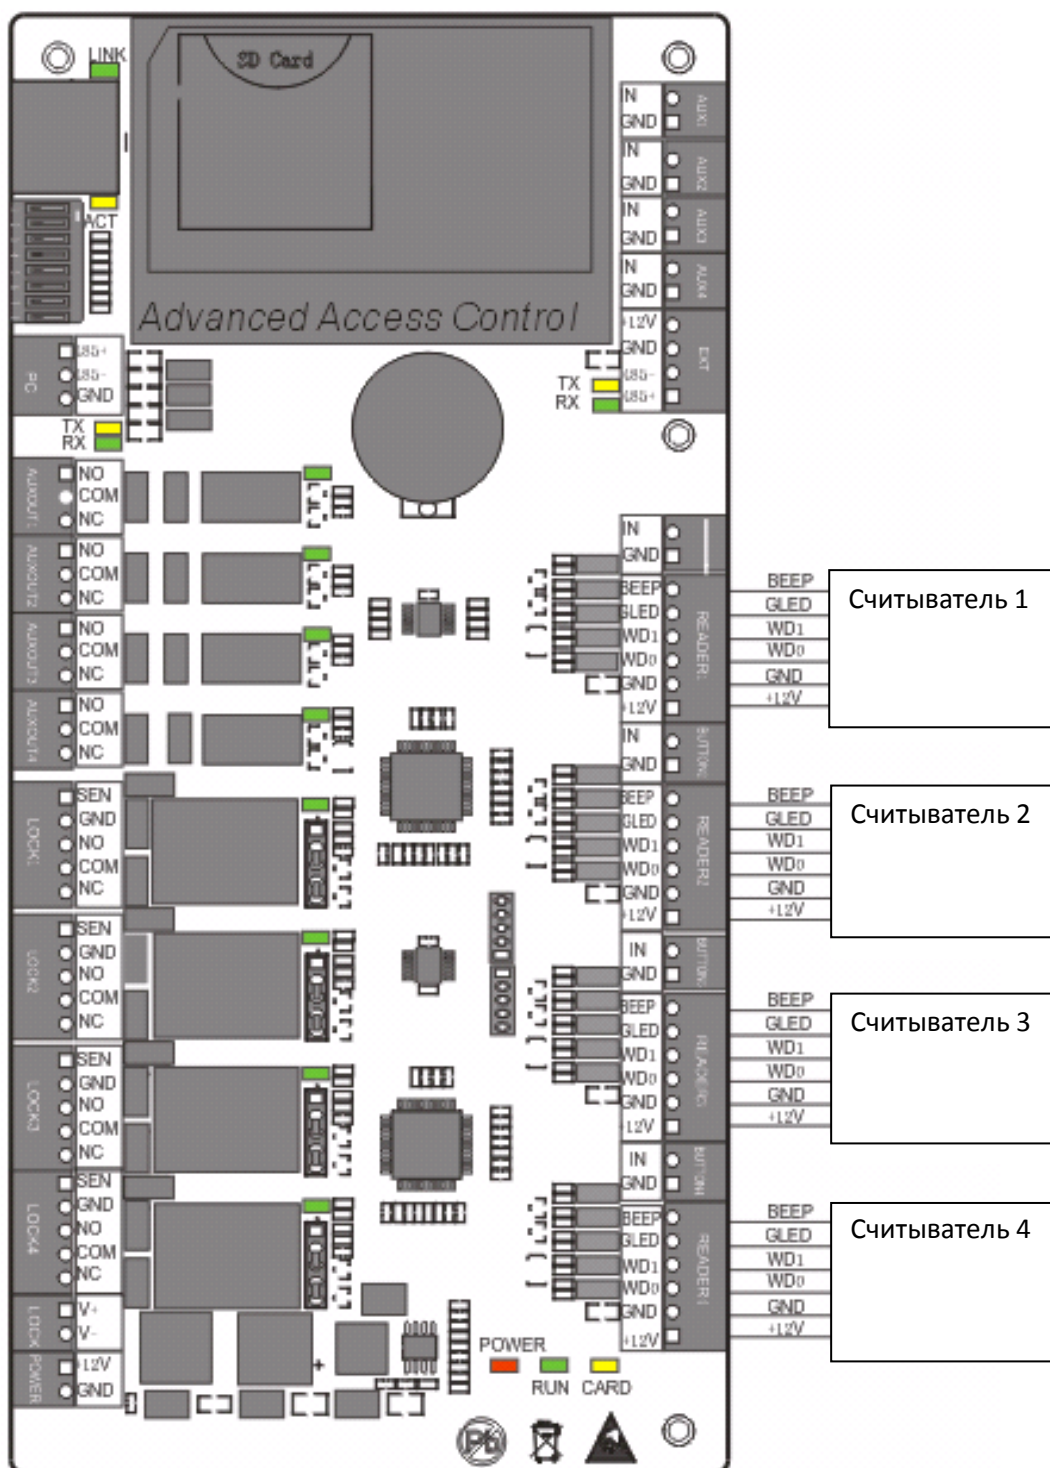 LINK
SD Card
ACT
Advanced Access Control
IN
GND
AUX1
IN
GND
AUX2
IN
GND
AUX3
IN
GND
AUX4
+12V
GND
485-
485+
EXT
TX
RX
PC
485+
485-
GND
TX
RX
AUXOUT1
NO
COM
NC
AUXOUT2
NO
COM
NC
AUXOUT3
NO
COM
NC
AUXOUT4
NO
COM
NC
LOCK1
SEN
GND
NO
COM
NC
LOCK2
SEN
GND
NO
COM
NC
LOCK3
SEN
GND
NO
COM
NC
LOCK4
SEN
GND
NO
COM
NC
LOCK
V+
V-
POWER
+12V
GND
IN
GND
BEEP
GLED
WD1
WD0
GND
+12V
READER1
BEEP
GLED
WD1
WD0
GND
+12V
Считыватель 1
IN
GND
BUTTON2
BEEP
GLED
WD1
WD0
GND
+12V
READER2
BEEP
GLED
WD1
WD0
GND
+12V
Считыватель 2
IN
GND
BUTTON3
BEEP
GLED
WD1
WD0
GND
+12V
READER3
BEEP
GLED
WD1
WD0
GND
+12V
Считыватель 3
IN
GND
BUTTON4
BEEP
GLED
WD1
WD0
GND
+12V
READER4
BEEP
GLED
WD1
WD0
GND
+12V
Считыватель 4
POWER
RUN
CARD
Pb